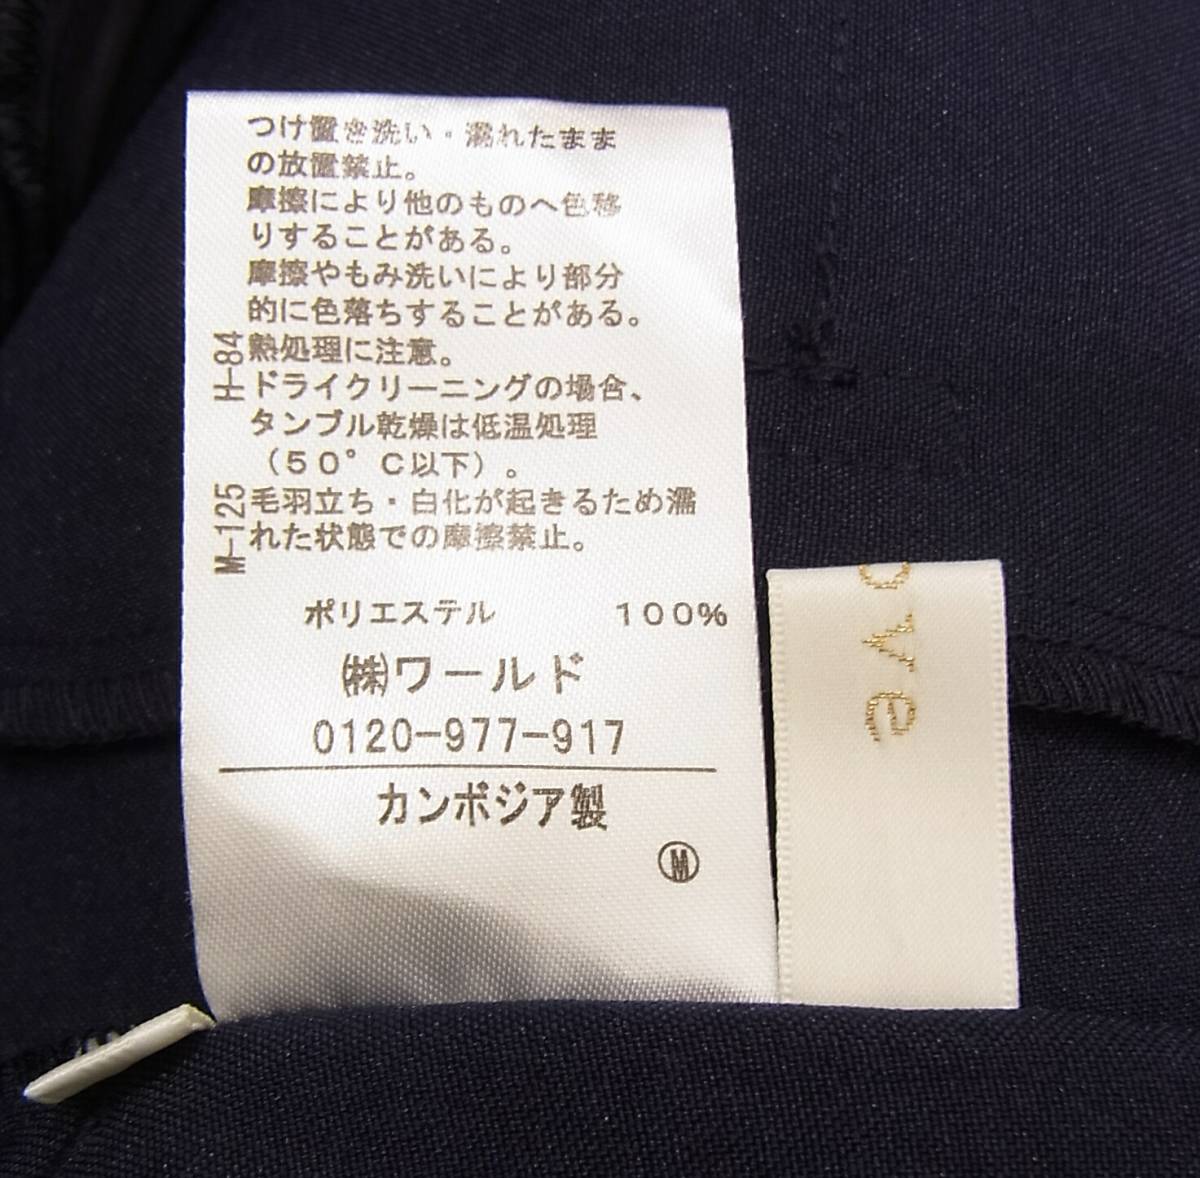 つけ置き洗い・濡れたまま
の放置禁止。
摩擦により他のものへ色移
りすることがある。
摩擦やもみ洗いにより部分
的に色落ちすることがある。
熱処理に注意。
ドライクリーニングの場合、
タンブル乾燥は低温処理
（５０°Ｃ以下）。
毛羽立ち・白化が起きるため濡
れた状態での摩擦禁止。
H-84
M-125
ポリエステル 100%
㈱ワールド
0120-977-917
カンボジア製
Ⓜ
ove